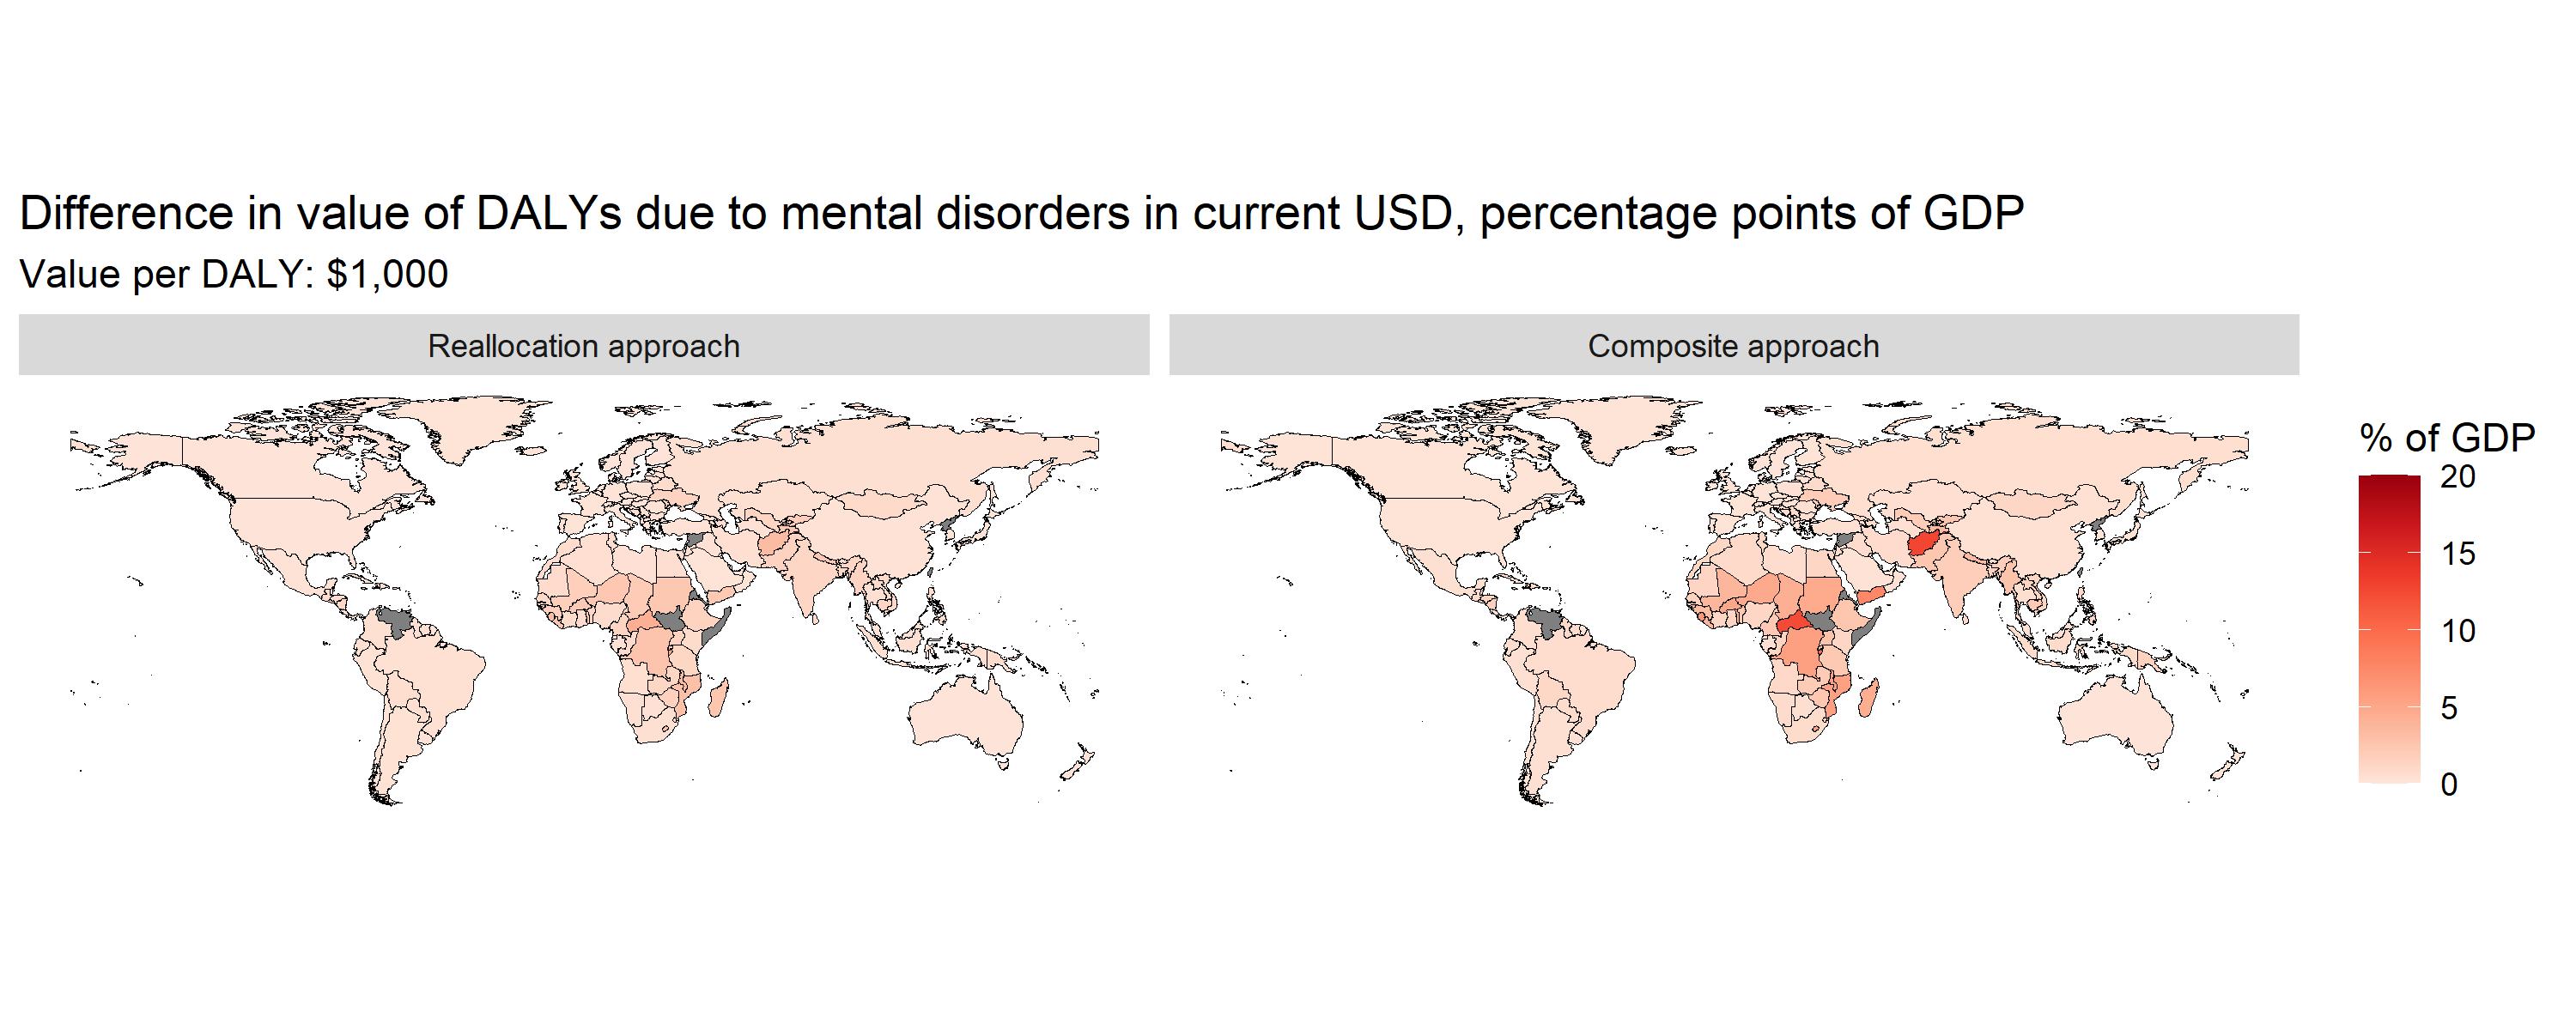 Difference in value of DALYs due to mental disorders in current USD, percentage points of GDP
Value per DALY: $1,000
Reallocation approach
Composite approach
% of GDP
20
15
10
5
0